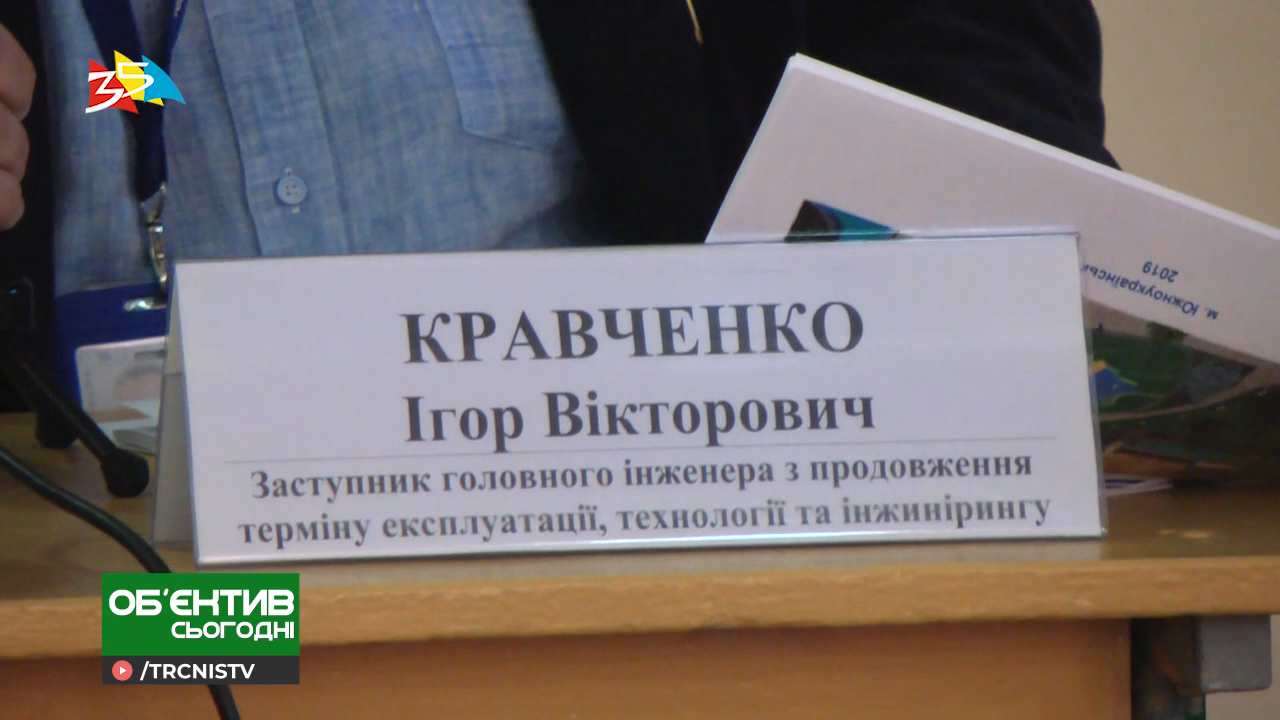 35
м. Южноукраїнськ
2019
КРАВЧЕНКО
Ігор Вікторович
Заступник головного інженера з продовження
терміну експлуатації, технології та інжинірингу
ОБ'ЄКТИВ
СЬОГОДНІ
/TRCNISTV